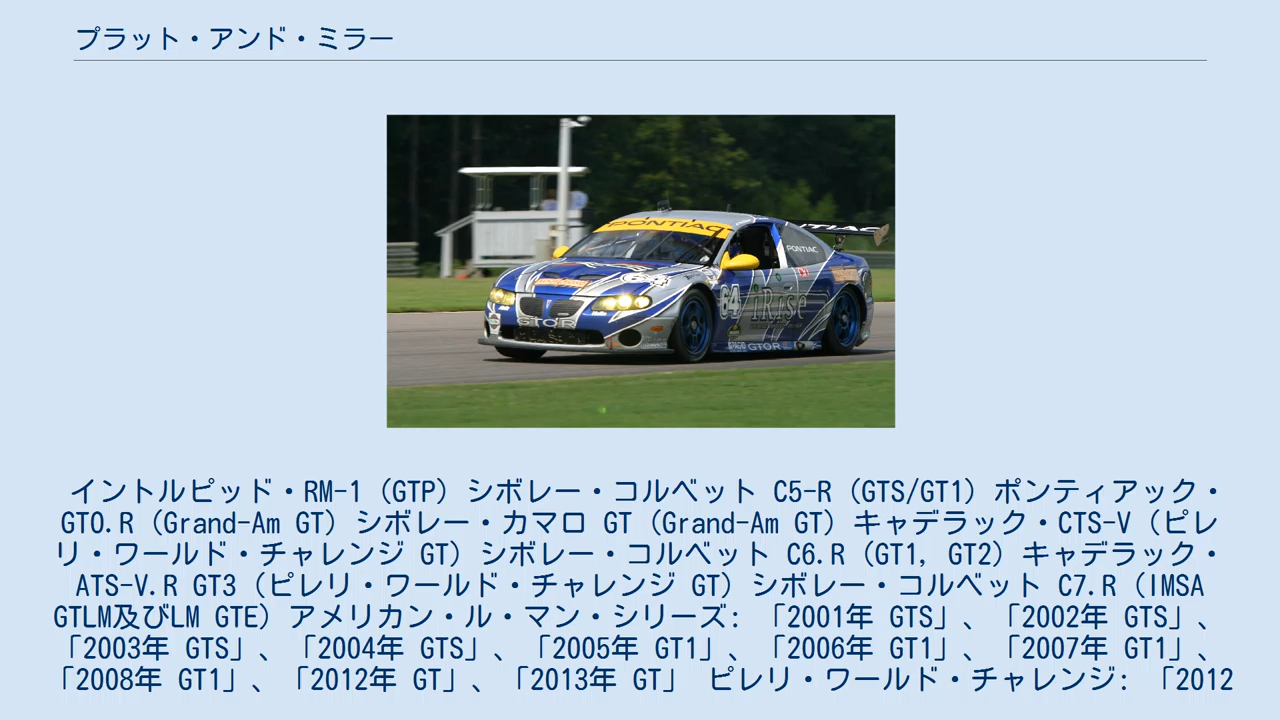 プラット・アンド・ミラー
PONTIAC
PONTIAC
64
iRise
GTO.R
GTO.R
イントルピッド・RM-1（GTP）シボレー・コルベット C5-R（GTS/GT1）ポンティアック・
GTO.R（Grand-Am GT）シボレー・カマロ GT（Grand-Am GT）キャデラック・CTS-V（ピレ
リ・ワールド・チャレンジ GT）シボレー・コルベット C6.R（GT1, GT2）キャデラック・
ATS-V.R GT3（ピレリ・ワールド・チャレンジ GT）シボレー・コルベット C7.R（IMSA
GTLM及びLM GTE）アメリカン・ル・マン・シリーズ: 「2001年 GTS」、「2002年 GTS」、
「2003年 GTS」、「2004年 GTS」、「2005年 GT1」、「2006年 GT1」、「2007年 GT1」、
「2008年 GT1」、「2012年 GT」、「2013年 GT」 ピレリ・ワールド・チャレンジ: 「2012